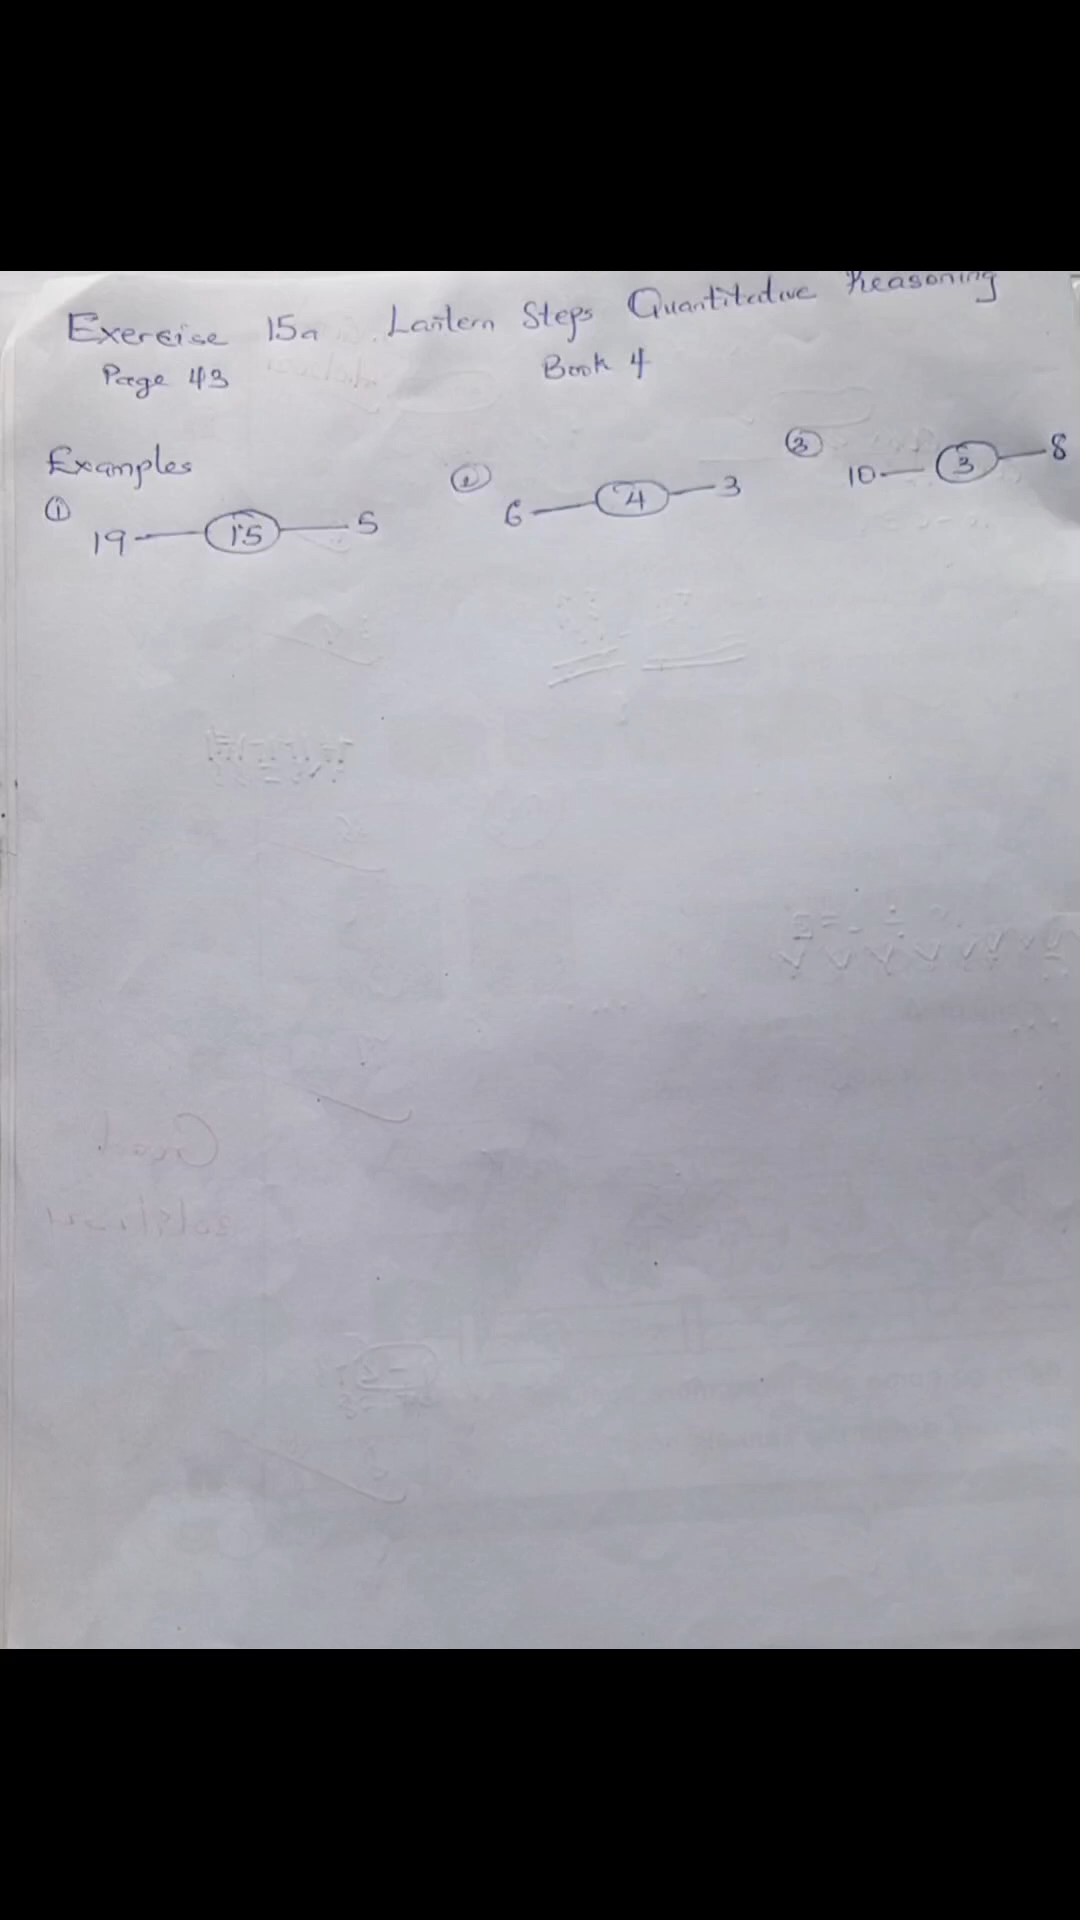 Exercise 15a Lantern Steps Quantitative Reasoning
Page 43 Book 4
Examples
① 19 — 15 — 5
② 6 — 4 — 3
③ 10 — 3 — 8